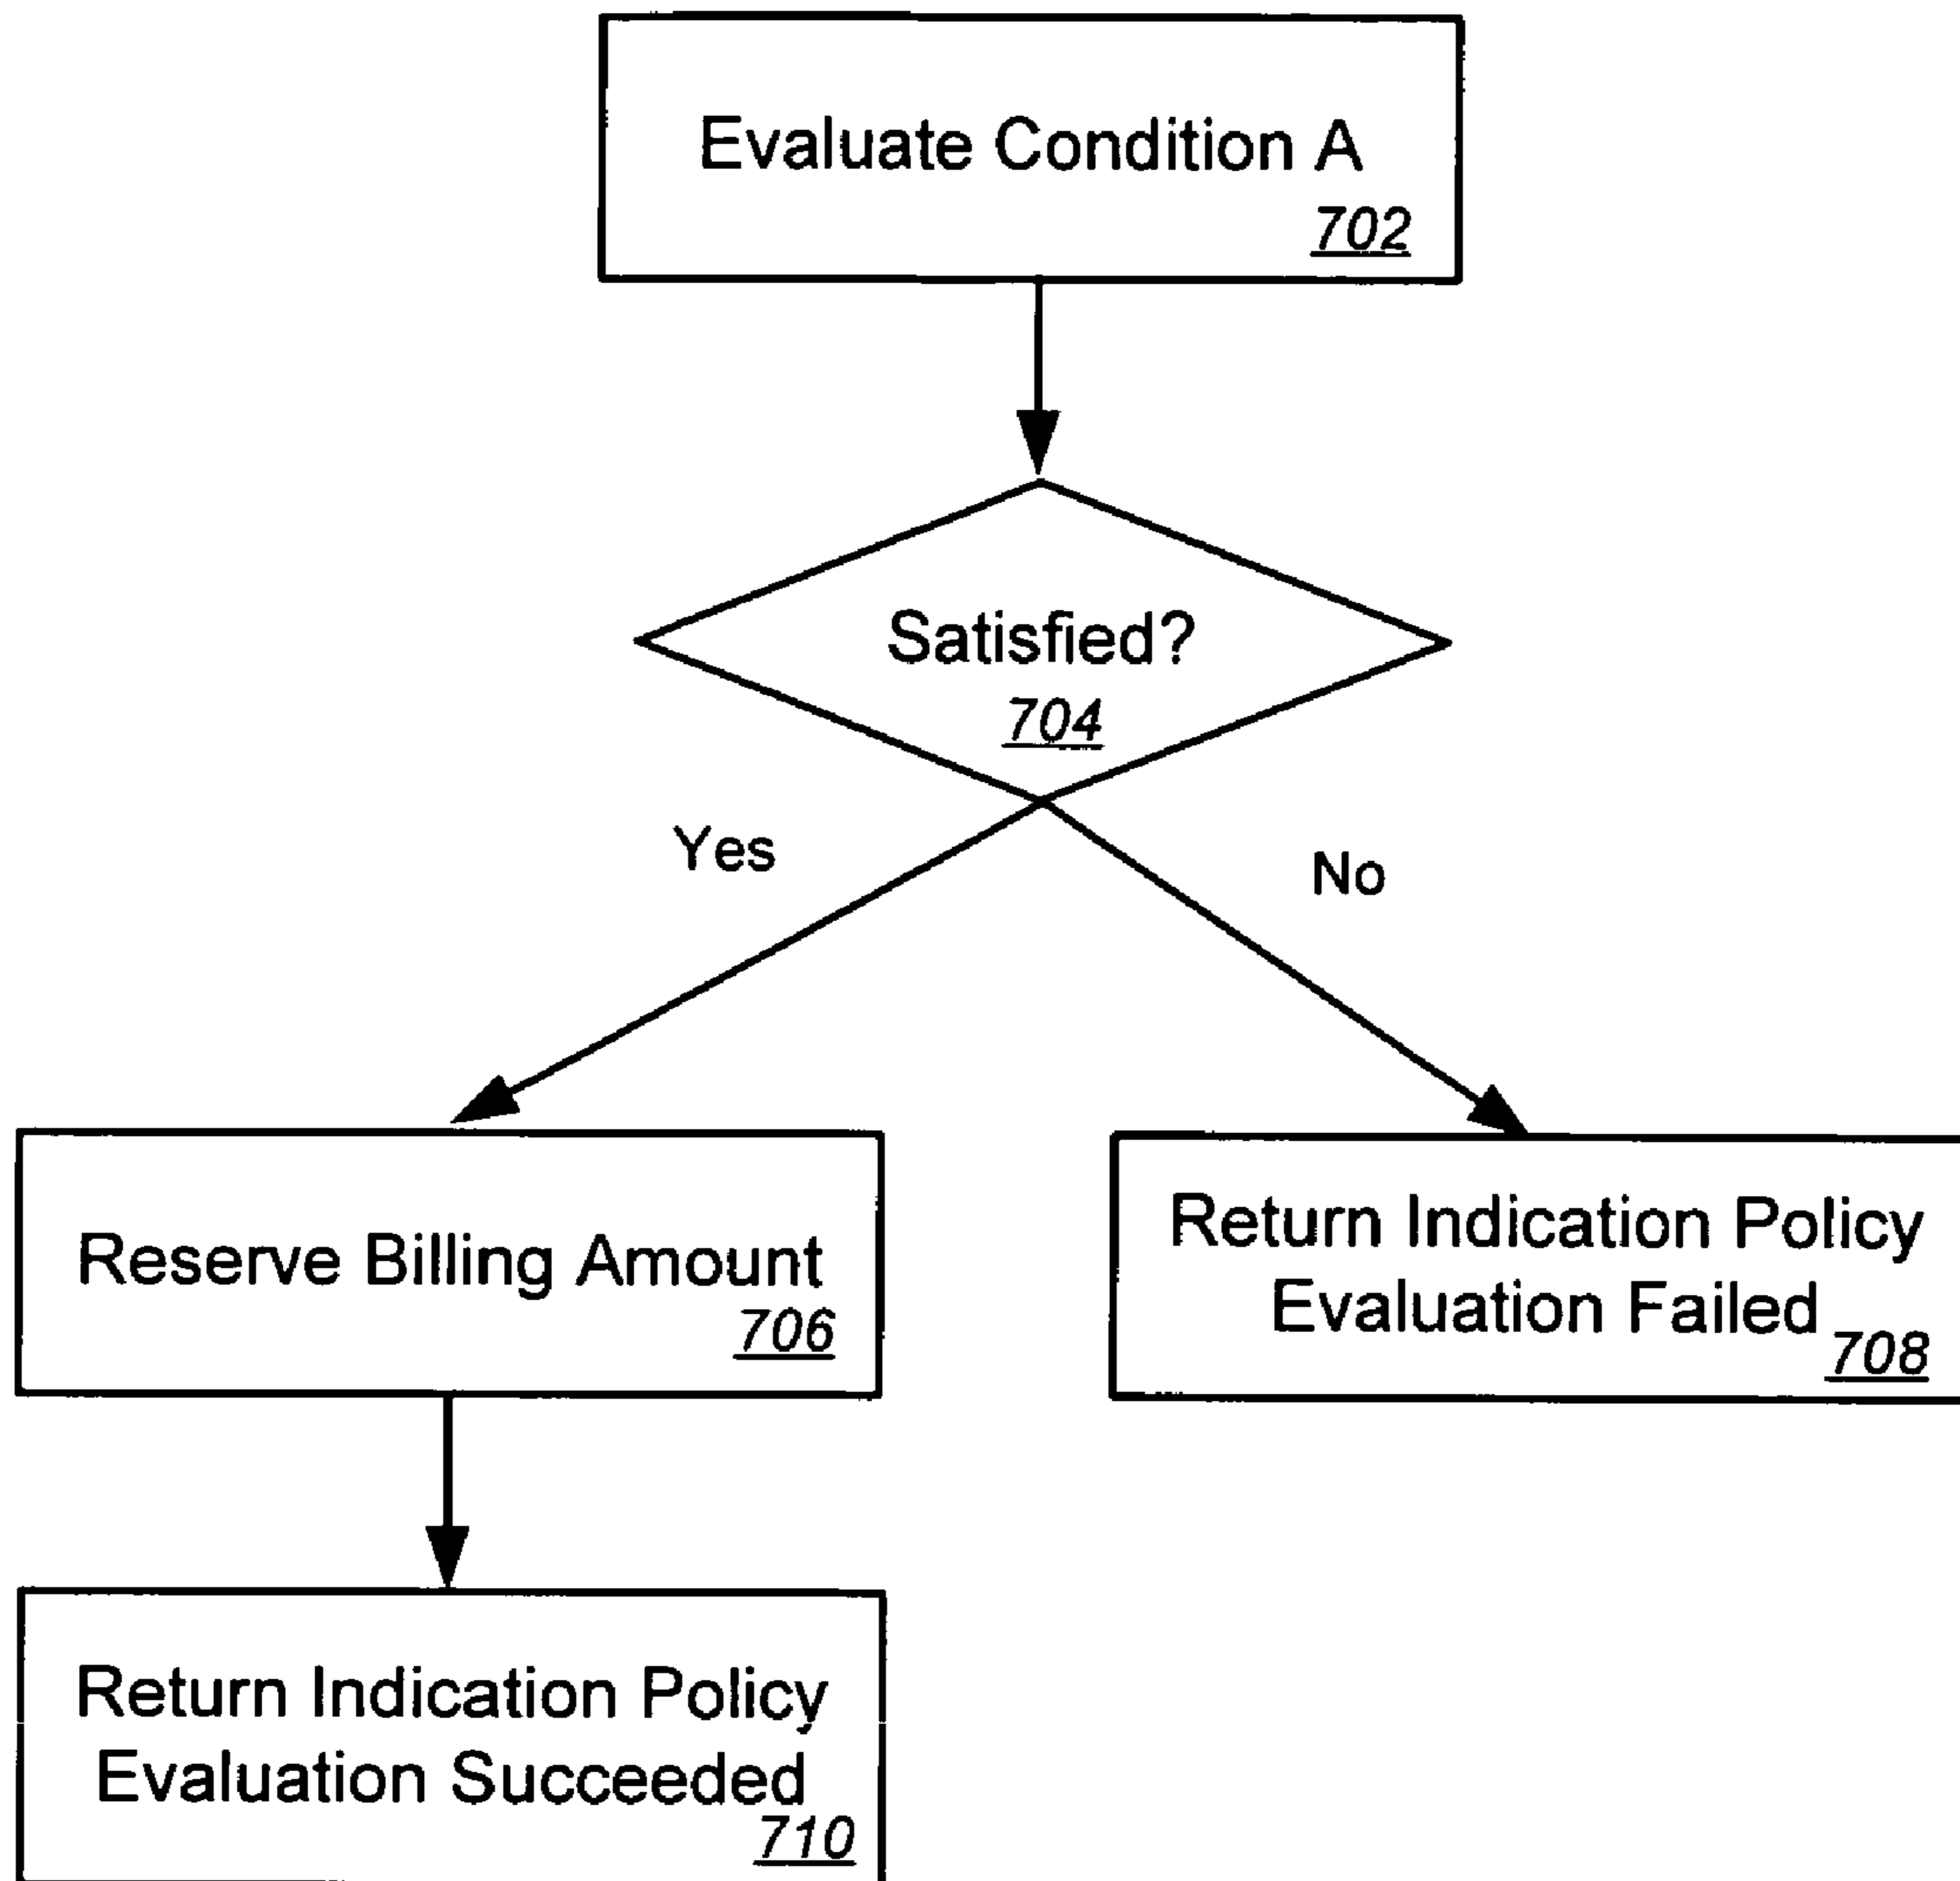 Evaluate Condition A
702
Satisfied?
704
Yes
No
Reserve Billing Amount
706
Return Indication Policy
Evaluation Failed
708
Return Indication Policy
Evaluation Succeeded
710